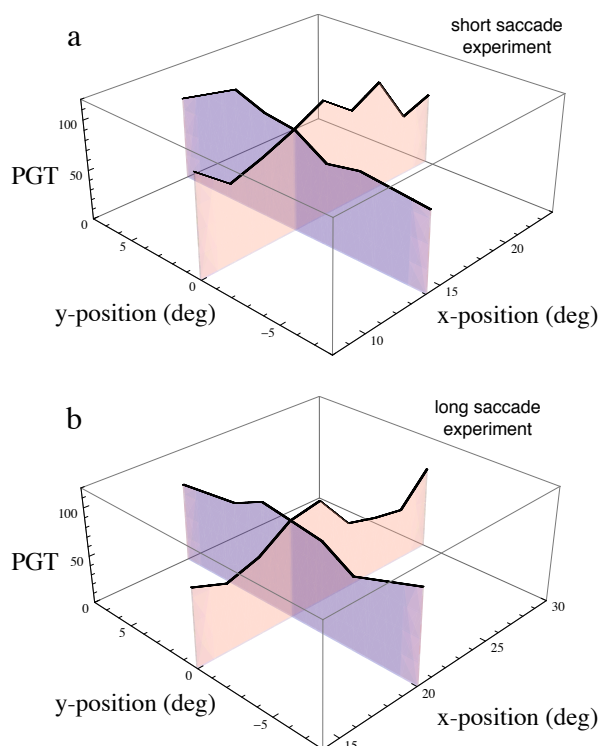 a
short saccade
experiment
100
PGT
50
0
5
0
-5
y-position (deg)
10
15
20
x-position (deg)
b
long saccade
experiment
100
PGT
50
0
5
0
-5
y-position (deg)
15
20
25
30
x-position (deg)